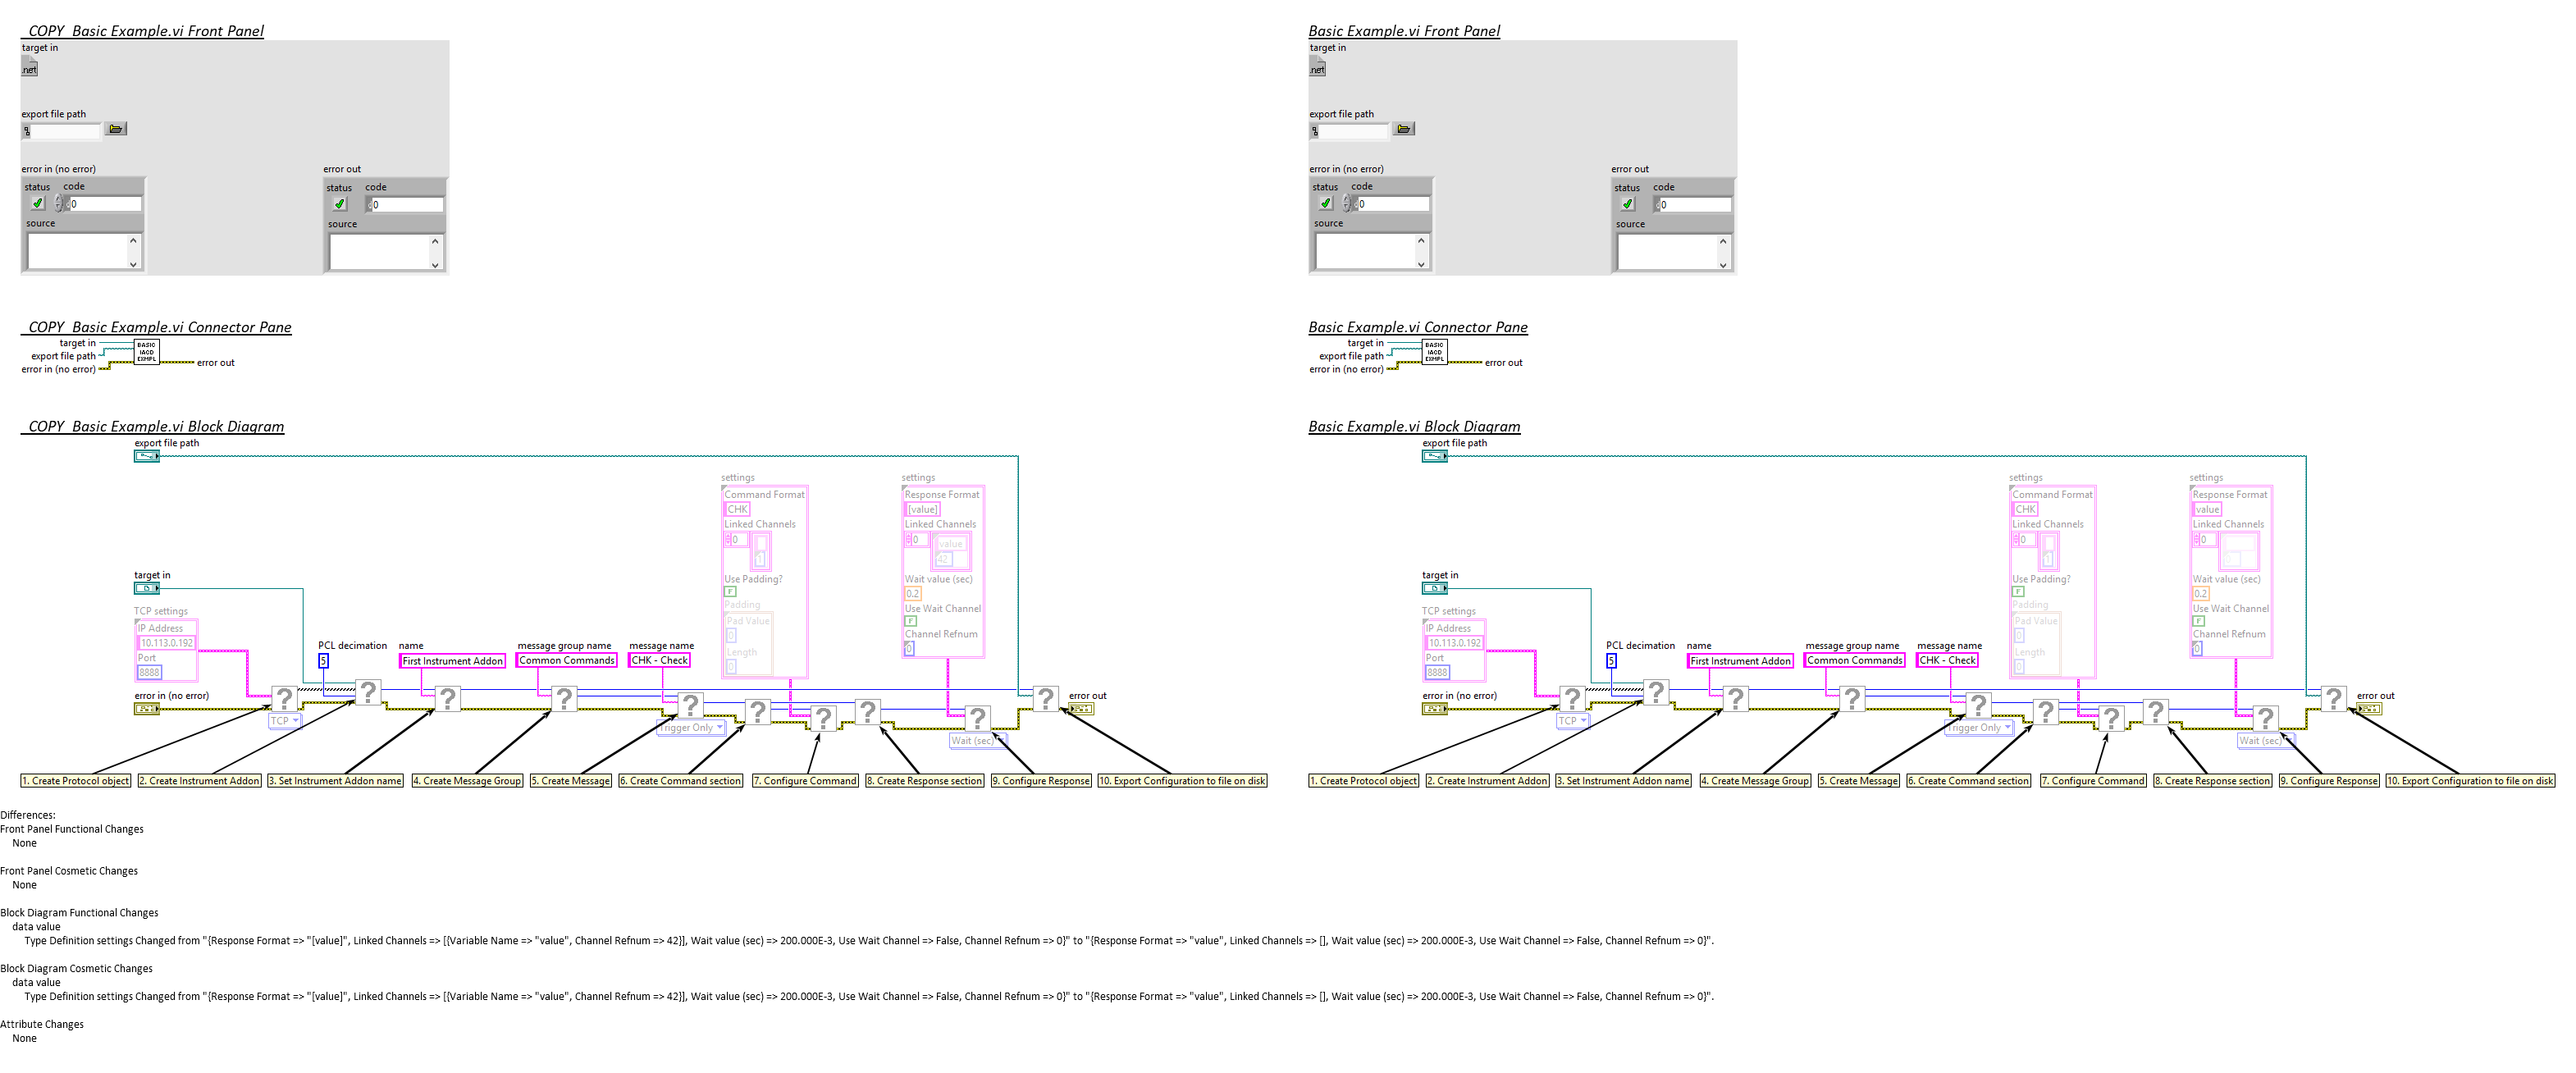 _COPY_Basic Example.vi Front Panel
target in
.net
export file path
error in (no error)
status
code
0
source
error out
status
code
0
source
_COPY_Basic Example.vi Connector Pane
target in
export file path
error in (no error)
BASIC
IACD
EXMPL
error out
_COPY_Basic Example.vi Block Diagram
export file path
settings
Command Format
CHK
Linked Channels
0
1
Use Padding?
F
Padding
Pad Value
0
Length
0
settings
Response Format
[value]
Linked Channels
0
value
42
Wait value (sec)
0.2
Use Wait Channel
F
Channel Refnum
0
target in
TCP settings
IP Address
10.113.0.192
Port
8888
error in (no error)
PCL decimation
5
name
First Instrument Addon
message group name
Common Commands
message name
CHK - Check
? ? ? ? ? ? ? ? ? ? ?
TCP
Trigger Only
Wait (sec)
error out
1. Create Protocol object
2. Create Instrument Addon
3. Set Instrument Addon name
4. Create Message Group
5. Create Message
6. Create Command section
7. Configure Command
8. Create Response section
9. Configure Response
10. Export Configuration to file on disk
Basic Example.vi Front Panel
target in
.net
export file path
error in (no error)
status
code
0
source
error out
status
code
0
source
Basic Example.vi Connector Pane
target in
export file path
error in (no error)
BASIC
IACD
EXMPL
error out
Basic Example.vi Block Diagram
export file path
settings
Command Format
CHK
Linked Channels
0
1
Use Padding?
F
Padding
Pad Value
0
Length
0
settings
Response Format
value
Linked Channels
0
Wait value (sec)
0.2
Use Wait Channel
F
Channel Refnum
0
target in
TCP settings
IP Address
10.113.0.192
Port
8888
error in (no error)
PCL decimation
5
name
First Instrument Addon
message group name
Common Commands
message name
CHK - Check
? ? ? ? ? ? ? ? ? ? ?
TCP
Trigger Only
Wait (sec)
error out
1. Create Protocol object
2. Create Instrument Addon
3. Set Instrument Addon name
4. Create Message Group
5. Create Message
6. Create Command section
7. Configure Command
8. Create Response section
9. Configure Response
10. Export Configuration to file on disk
Differences:
Front Panel Functional Changes
None
Front Panel Cosmetic Changes
None
Block Diagram Functional Changes
data value
Type Definition settings Changed from "{Response Format => "[value]", Linked Channels => [{Variable Name => "value", Channel Refnum => 42}], Wait value (sec) => 200.000E-3, Use Wait Channel => False, Channel Refnum => 0}" to "{Response Format => "value", Linked Channels => [], Wait value (sec) => 200.000E-3, Use Wait Channel => False, Channel Refnum => 0}".
Block Diagram Cosmetic Changes
data value
Type Definition settings Changed from "{Response Format => "[value]", Linked Channels => [{Variable Name => "value", Channel Refnum => 42}], Wait value (sec) => 200.000E-3, Use Wait Channel => False, Channel Refnum => 0}" to "{Response Format => "value", Linked Channels => [], Wait value (sec) => 200.000E-3, Use Wait Channel => False, Channel Refnum => 0}".
Attribute Changes
None